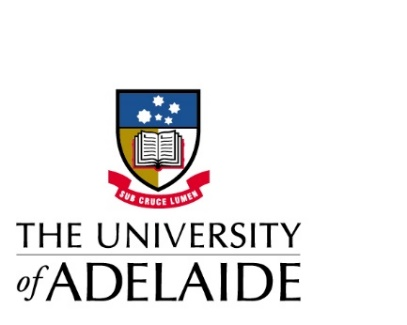 SUB CRUCE LUMEN
THE UNIVERSITY
of ADELAIDE